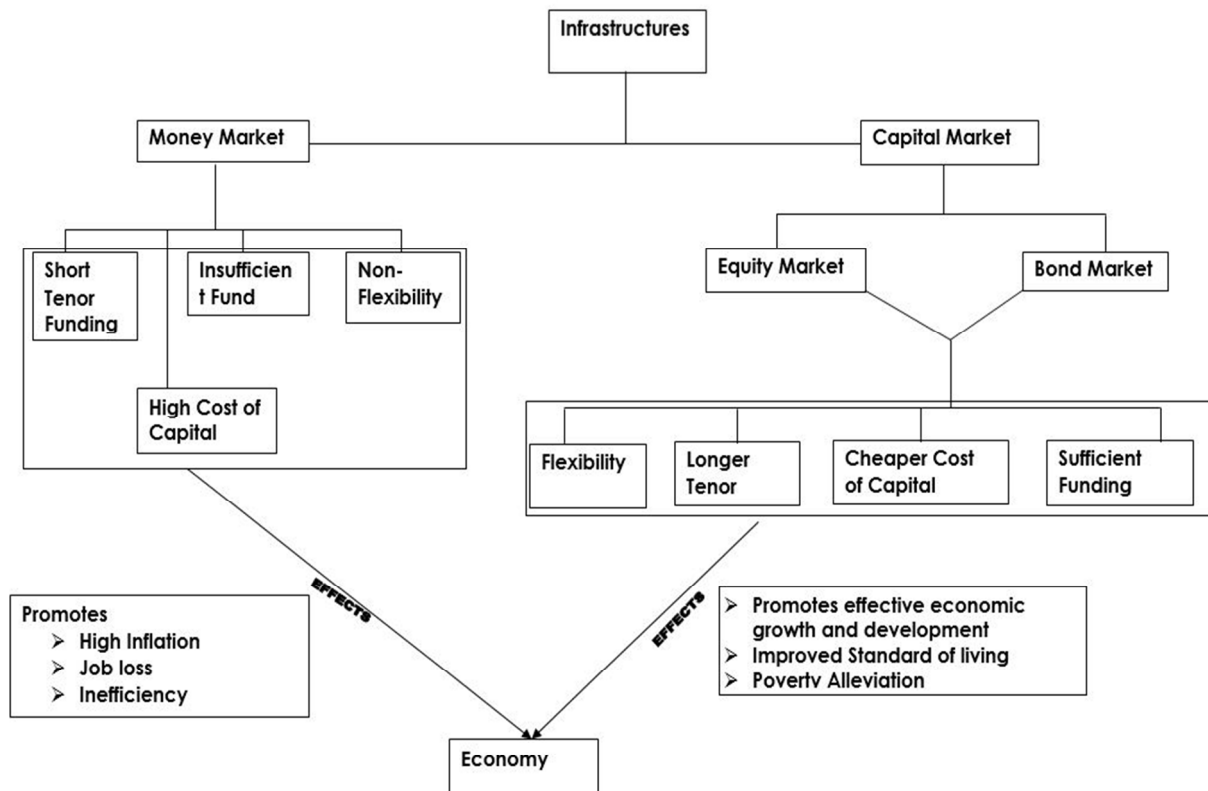 Infrastructures
Money Market
Capital Market
Short
Tenor
Funding
Insufficien
t Fund
Non-
Flexibility
High Cost of
Capital
Equity Market
Bond Market
Flexibility
Longer
Tenor
Cheaper Cost
of Capital
Sufficient
Funding
EFFECTS
EFFECTS
Promotes
➢ High Inflation
➢ Job loss
➢ Inefficiency
➢ Promotes effective economic
growth and development
➢ Improved Standard of living
➢ Poverty Alleviation
Economy